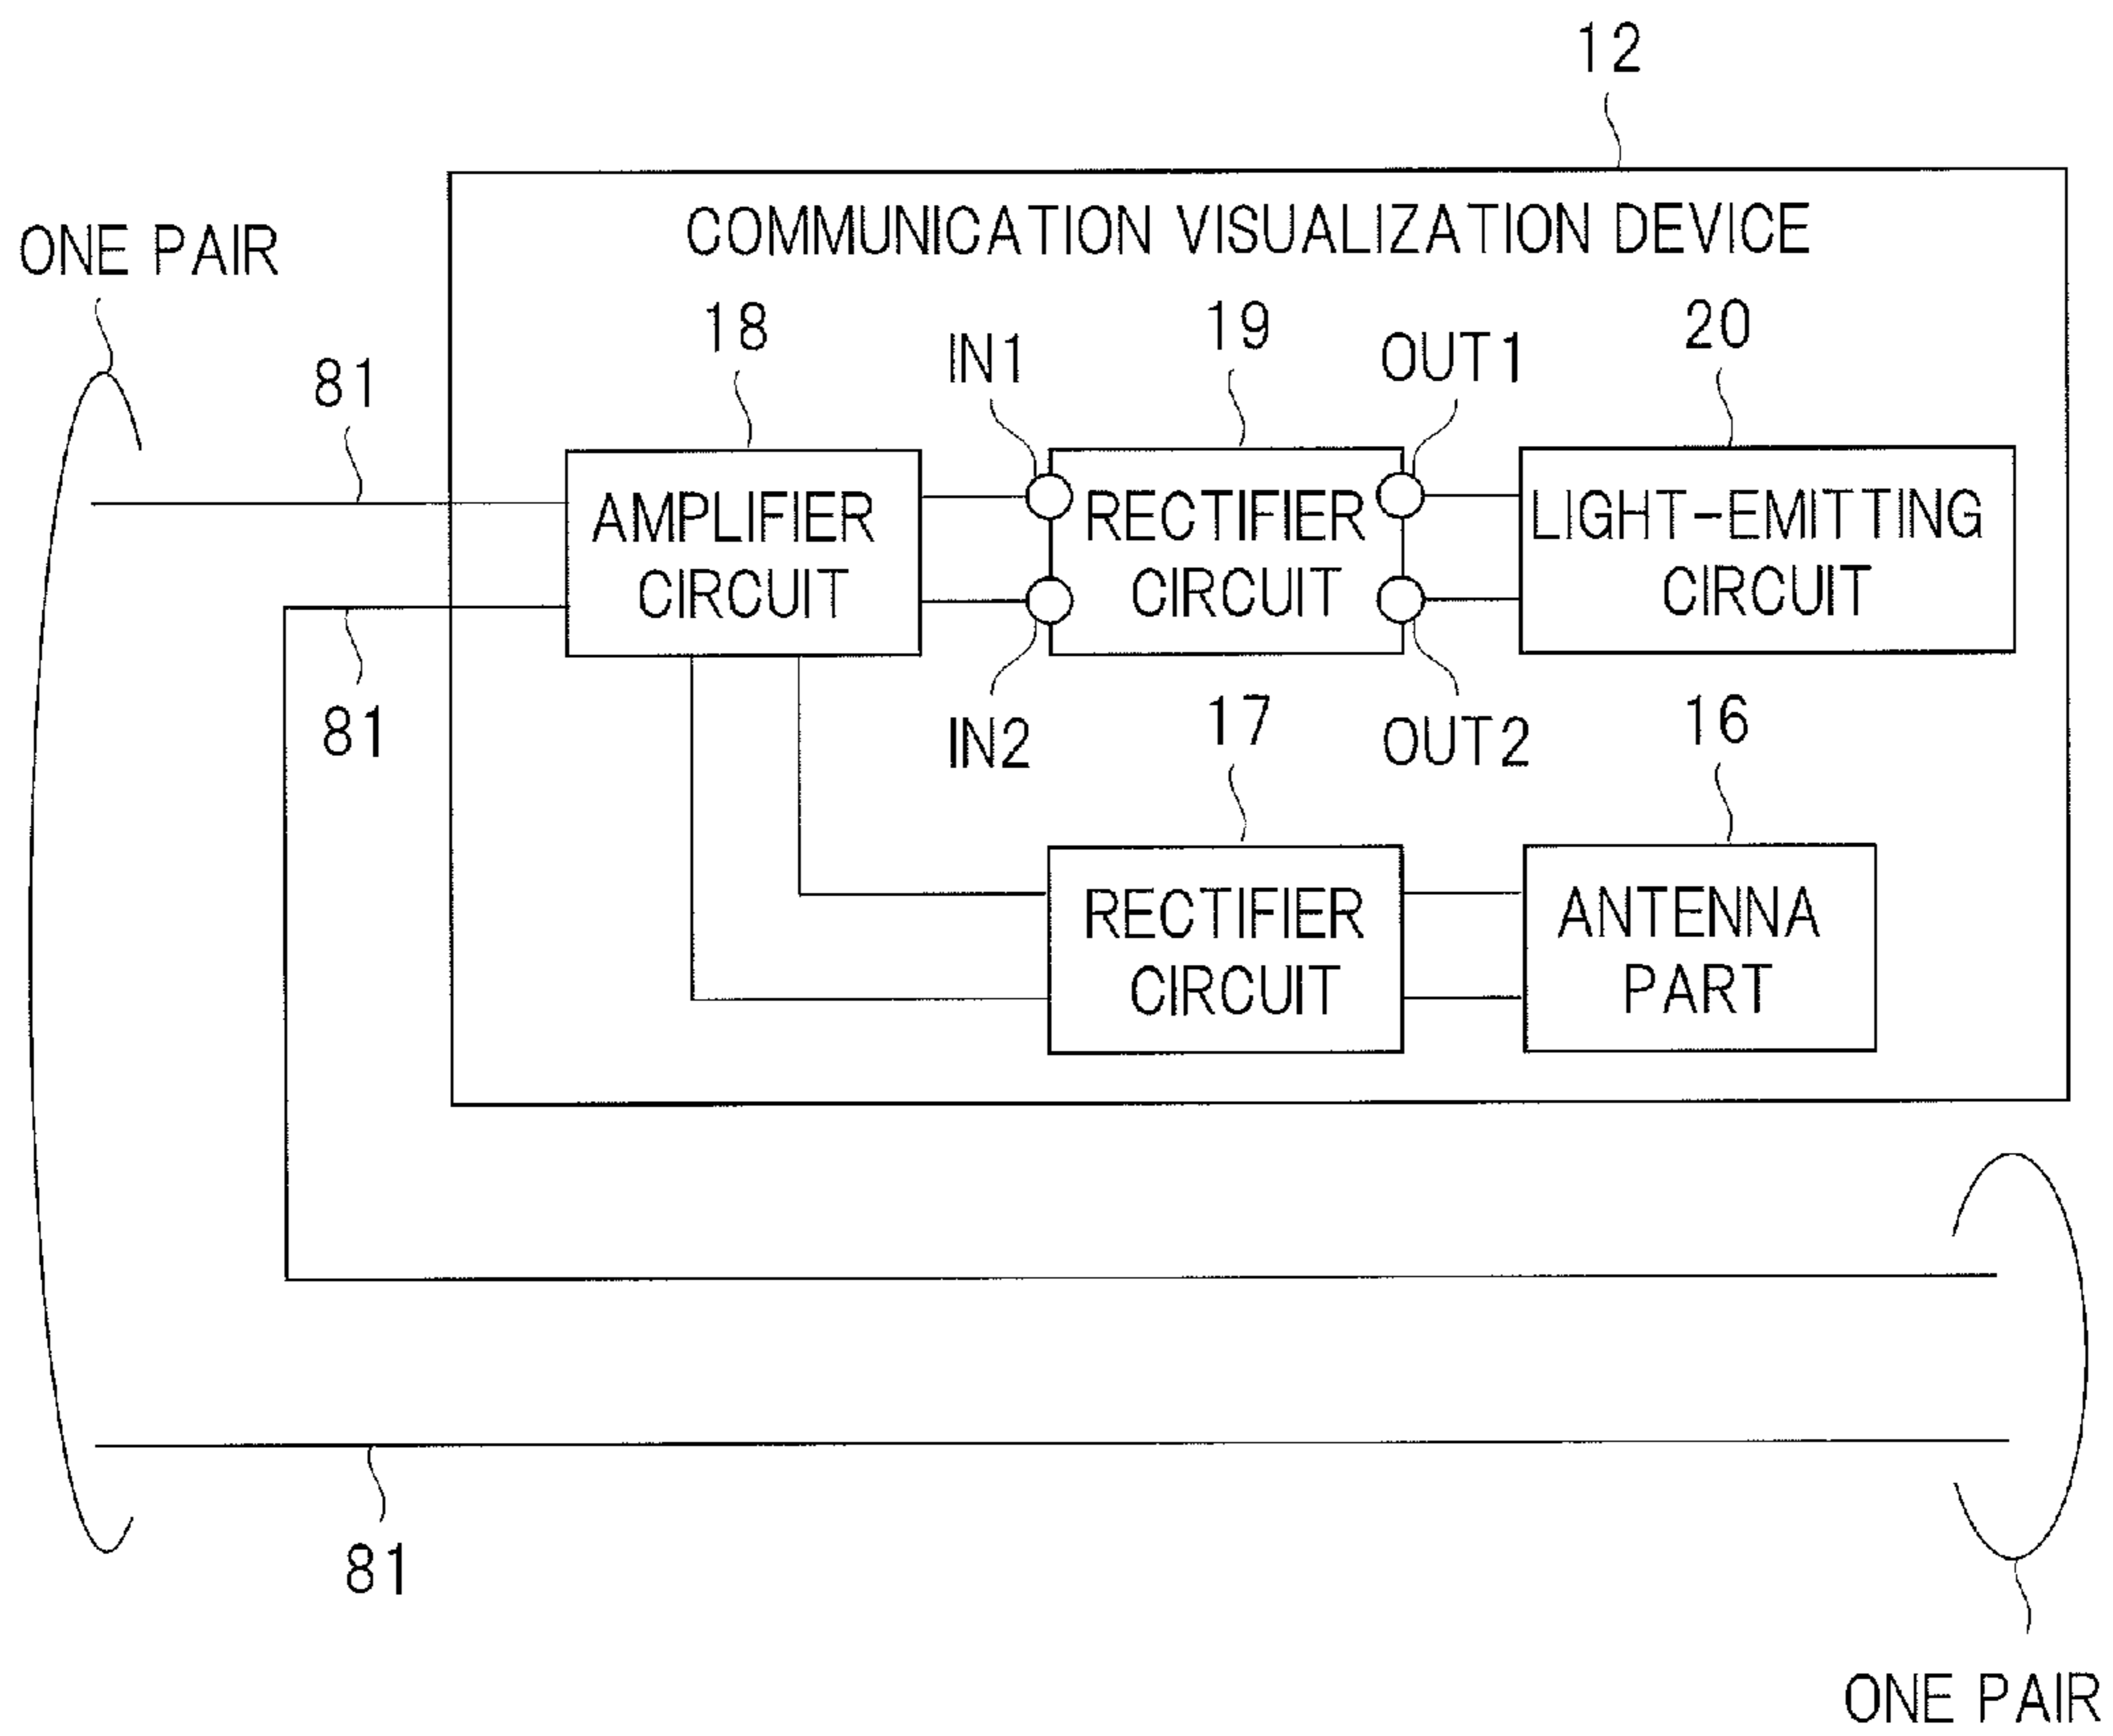 12
COMMUNICATION VISUALIZATION DEVICE
ONE PAIR
18
IN1
19
OUT1
20
81
AMPLIFIER
CIRCUIT
RECTIFIER
CIRCUIT
LIGHT-EMITTING
CIRCUIT
81
IN2
17
OUT2
16
RECTIFIER
CIRCUIT
ANTENNA
PART
81
ONE PAIR